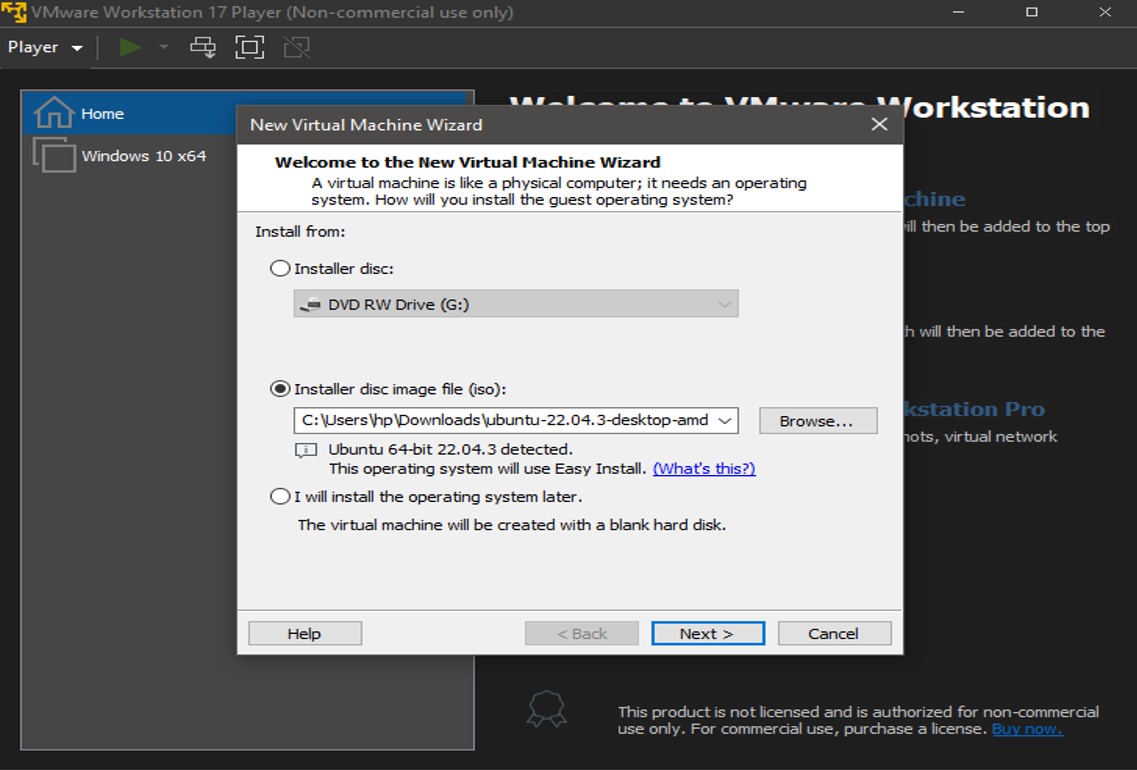 VMware Workstation 17 Player (Non-commercial use only)
Player
Home
Windows 10 x64
Welcome to VMware Workstation
New Virtual Machine Wizard
Welcome to the New Virtual Machine Wizard
A virtual machine is like a physical computer; it needs an operating
system. How will you install the guest operating system?
Install from:
Installer disc:
DVD RW Drive (G:)
Installer disc image file (iso):
C:\Users\hp\Downloads\ubuntu-22.04.3-desktop-amd
Browse...
Ubuntu 64-bit 22.04.3 detected.
This operating system will use Easy Install. (What's this?)
I will install the operating system later.
The virtual machine will be created with a blank hard disk.
Help
< Back
Next >
Cancel
then be added to the top
will then be added to the
Pro
virtual network
This product is not licensed and is authorized for non-commercial
use only. For commercial use, purchase a license. Buy now.